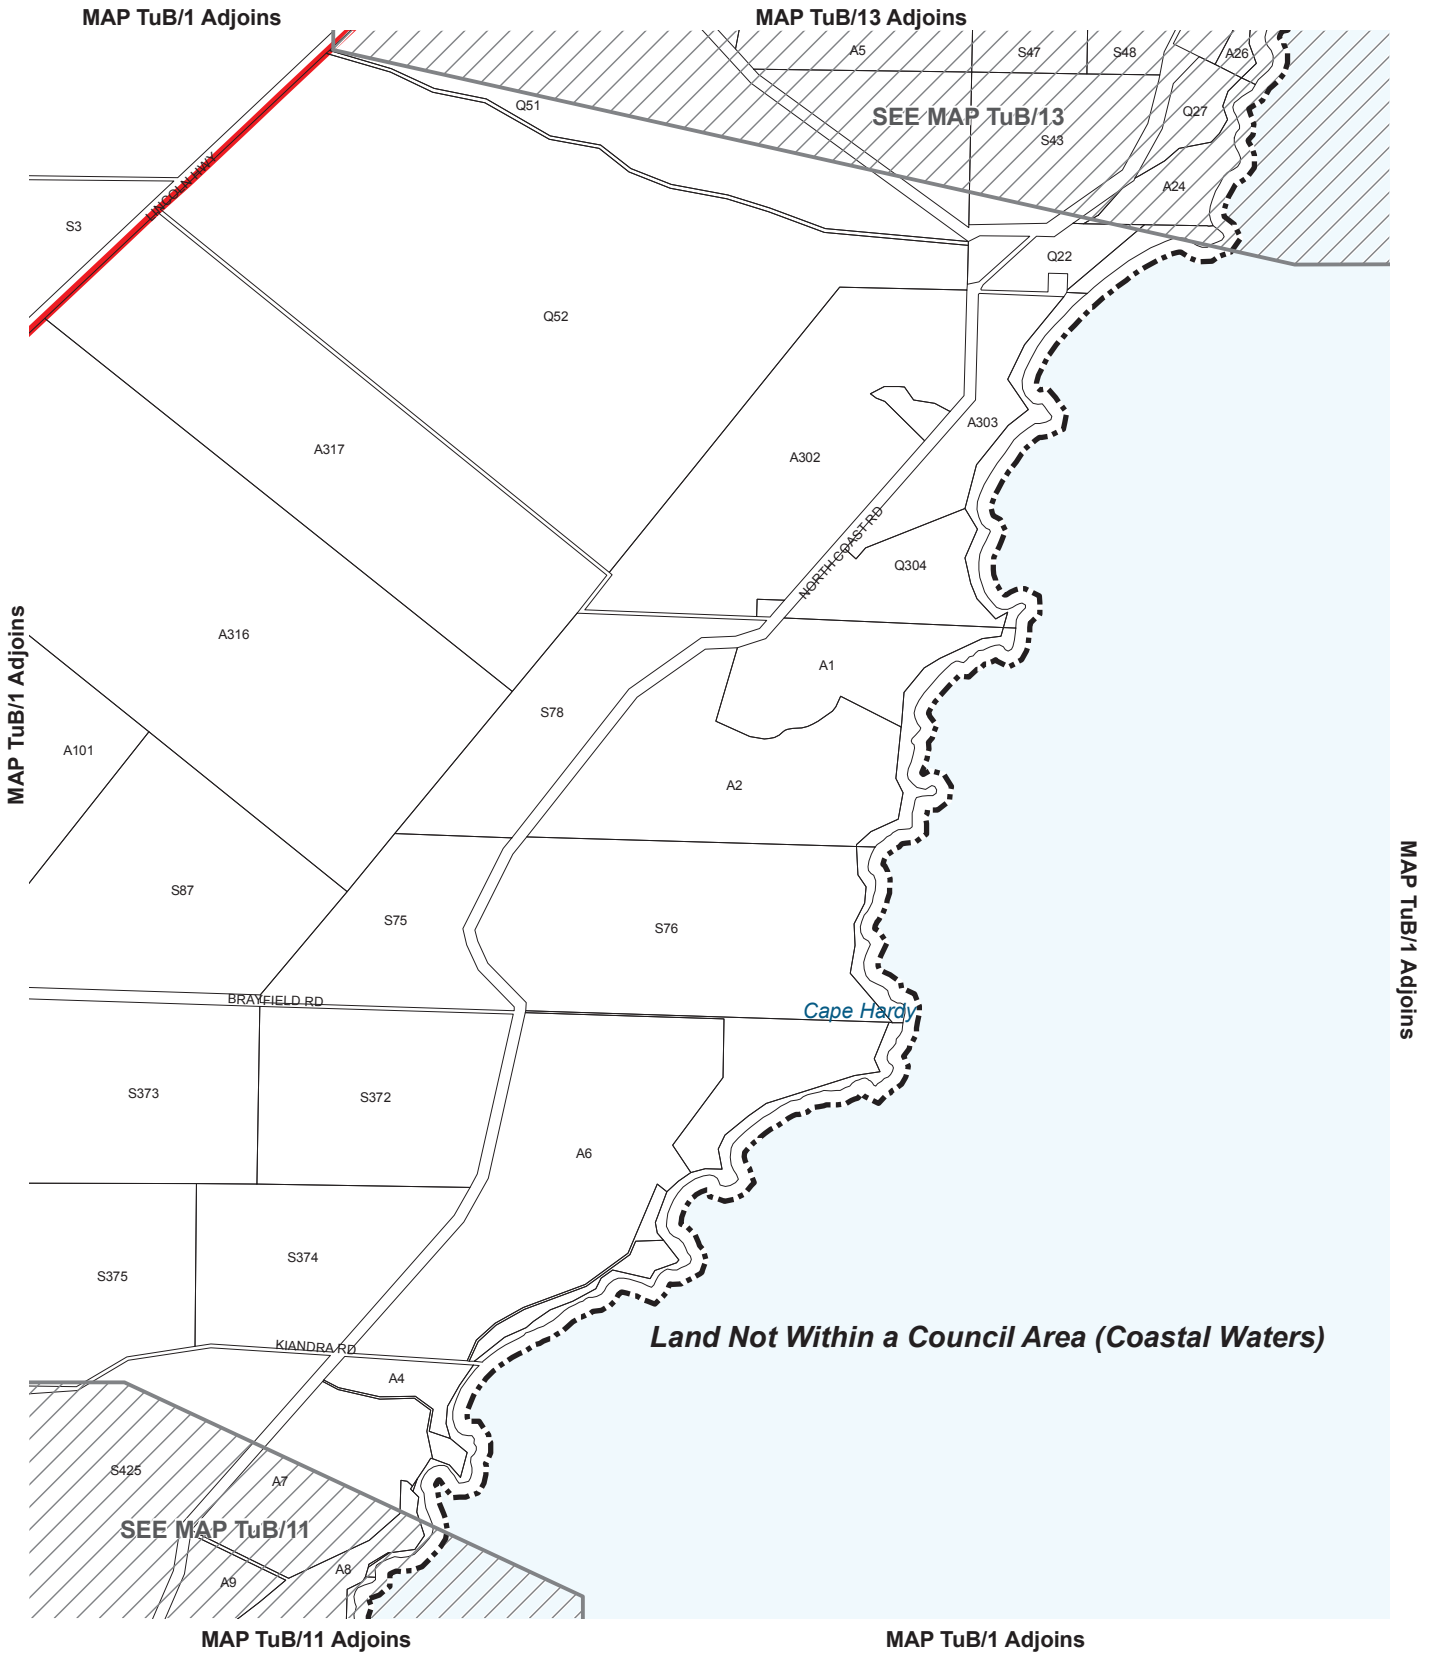 MAP TuB/1 Adjoins
MAP TuB/13 Adjoins
A5
S47
S48
A26
Q51
SEE MAP TuB/13
Q27
S43
LINCOLN HWY
A24
S3
Q22
Q52
A303
A317
A302
NORTH COAST RD
Q304
A316
MAP TuB/1 Adjoins
A1
S78
A101
A2
S87
S75
S76
MAP TuB/1 Adjoins
BRAYFIELD RD
Cape Hardy
S373
S372
A6
S374
S375
Land Not Within a Council Area (Coastal Waters)
KIANDRA RD
A4
S425
A7
SEE MAP TuB/11
A8
A9
MAP TuB/11 Adjoins
MAP TuB/1 Adjoins